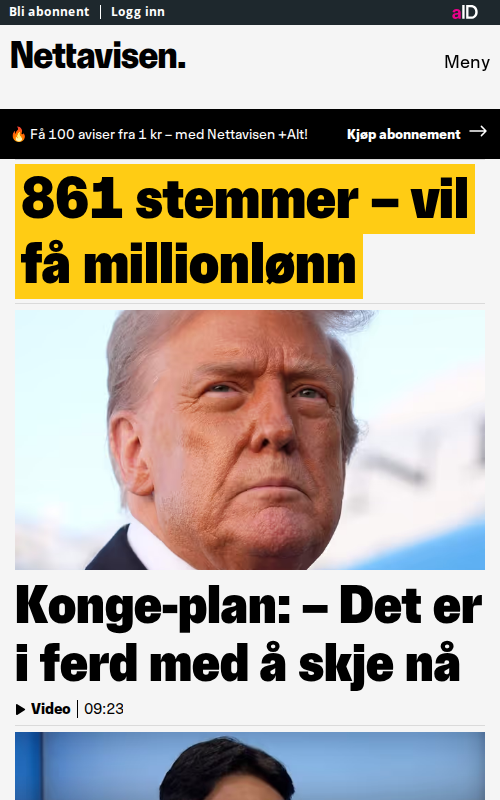 Bli abonnent | Logg inn
aID
Nettavisen.
Meny
🔥 Få 100 aviser fra 1 kr – med Nettavisen +Alt!
Kjøp abonnement →
861 stemmer – vil
få millionlønn
Konge-plan: – Det er
i ferd med å skje nå
Video | 09:23